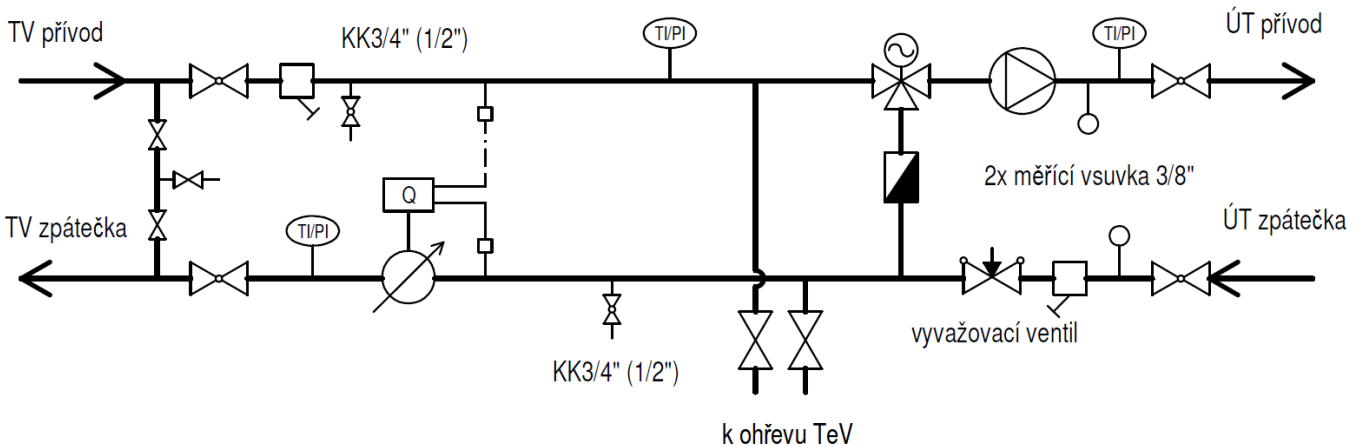 TV přívod
KK3/4" (1/2")
TI/PI
TI/PI
ÚT přívod
2x měřící vsuvka 3/8"
Q
TV zpátečka
TI/PI
ÚT zpátečka
vyvažovací ventil
KK3/4" (1/2")
k ohřevu TeV